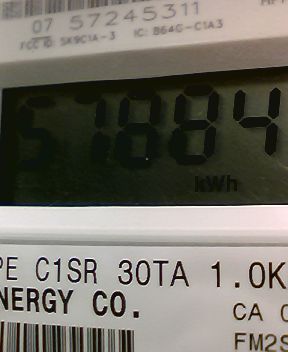 07 57245311
FCC ID: SK9C1A-3 IC: 864G-C1A3
57884
kWh
PE C1SR 30TA 1.0K
NERGY CO.
CA
FM2S